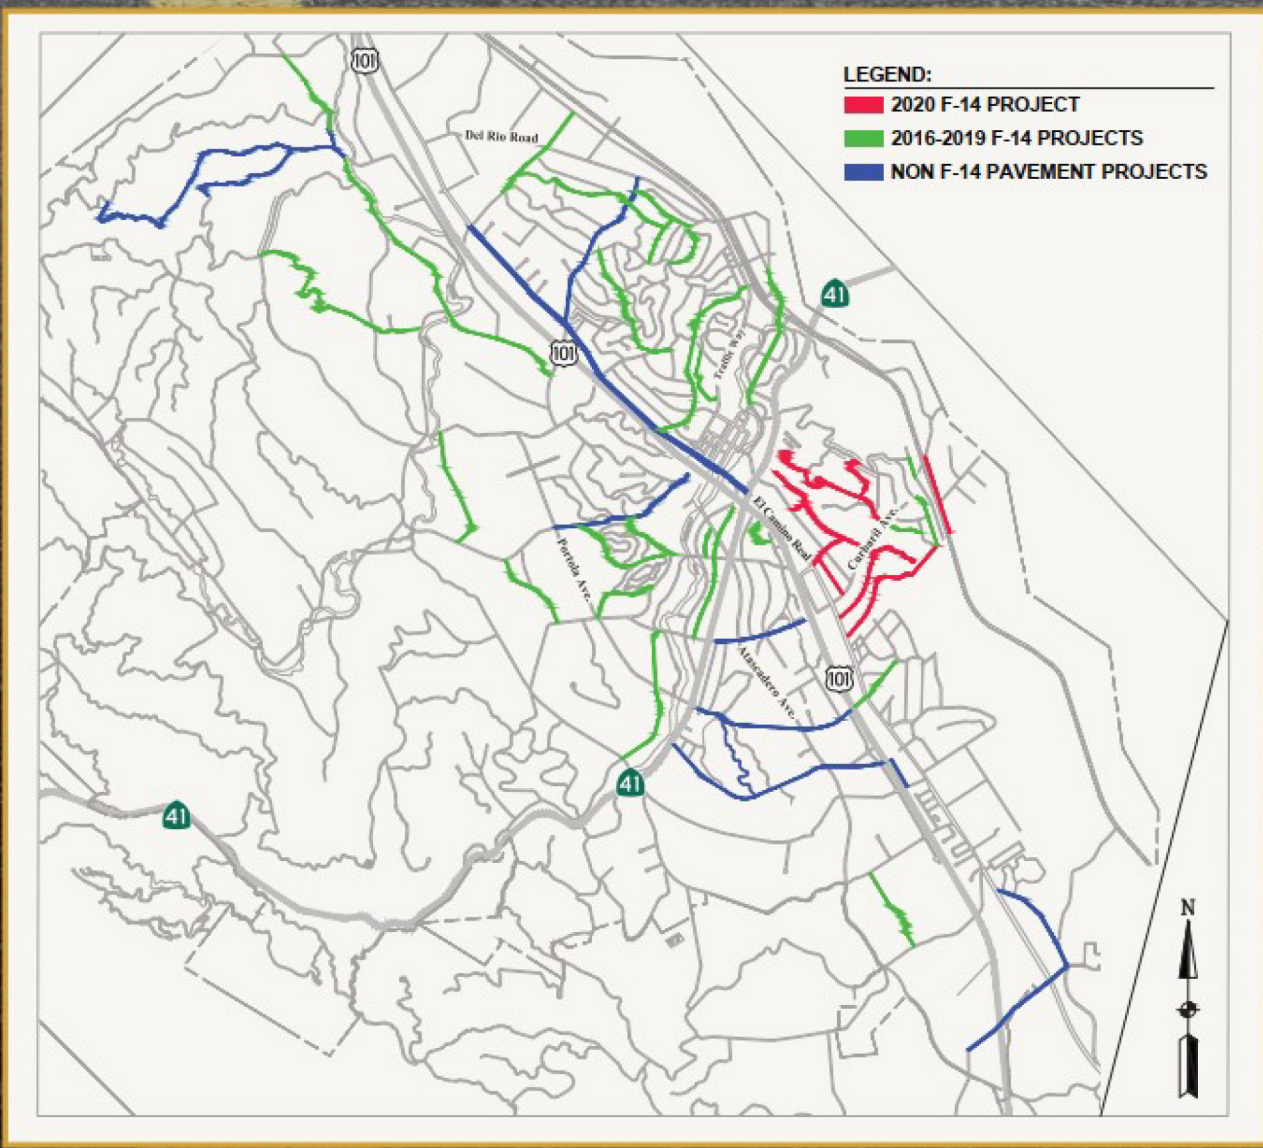 101
LEGEND:
2020 F-14 PROJECT
2016-2019 F-14 PROJECTS
NON F-14 PAVEMENT PROJECTS
Del Rio Road
41
101
Traffic Way
El Camino Real
Curbaril Ave.
Portola Ave.
Atascadero Ave.
101
41
41
N